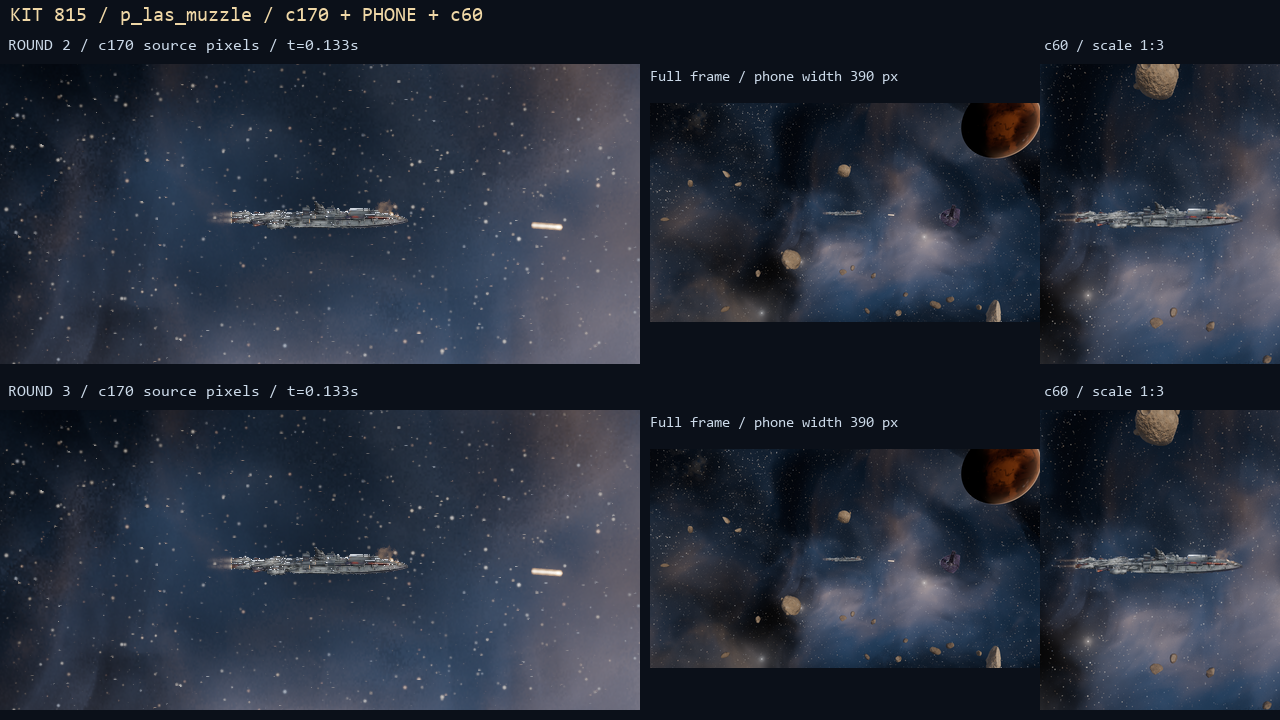 KIT 815 / p_las_muzzle / c170 + PHONE + c60
ROUND 2 / c170 source pixels / t=0.133s
Full frame / phone width 390 px
c60 / scale 1:3
ROUND 3 / c170 source pixels / t=0.133s
Full frame / phone width 390 px
c60 / scale 1:3